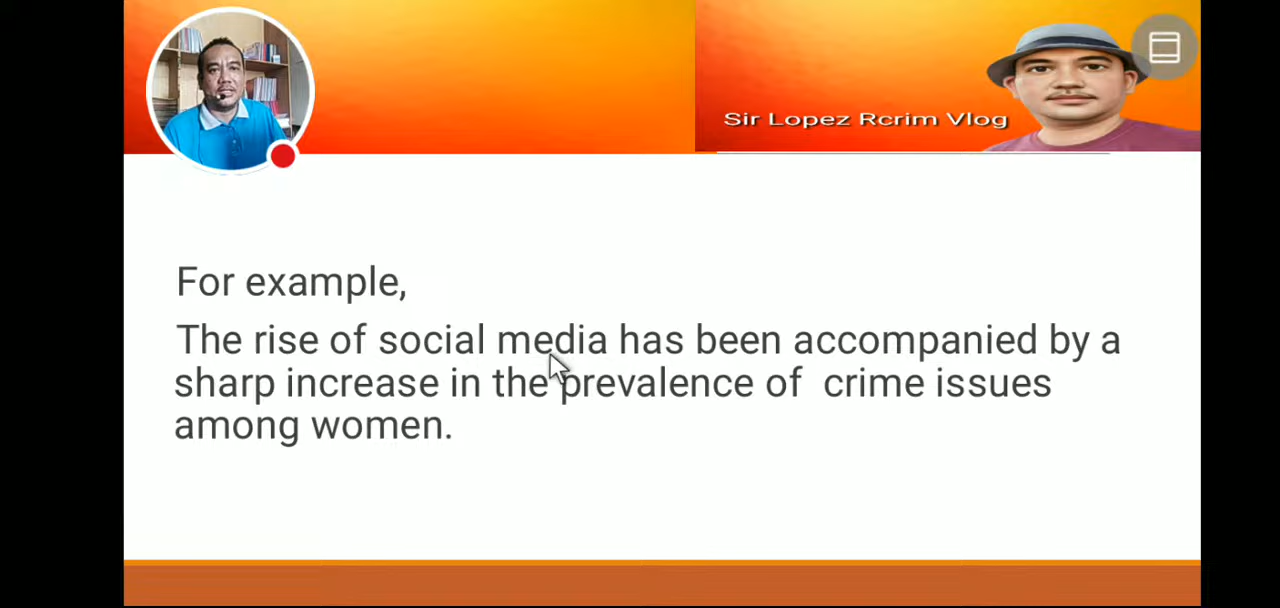 Sir Lopez Rcrim Vlog
For example,
The rise of social media has been accompanied by a
sharp increase in the prevalence of crime issues
among women.